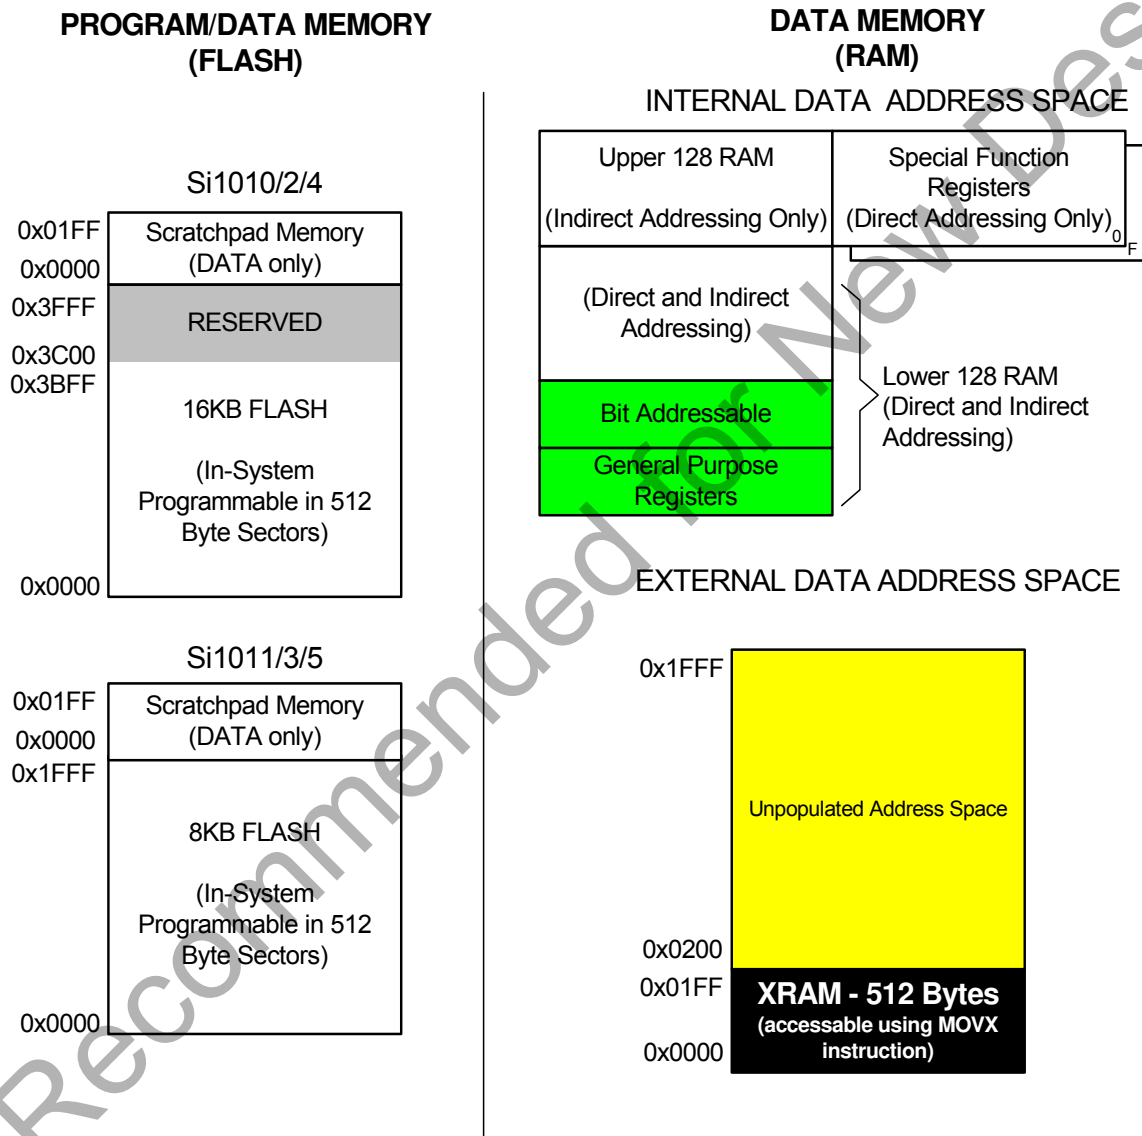 PROGRAM/DATA MEMORY
(FLASH)
Si1010/2/4
0x01FF
Scratchpad Memory
(DATA only)
0x0000
0x3FFF
RESERVED
0x3C00
0x3BFF
16KB FLASH
(In-System
Programmable in 512
Byte Sectors)
0x0000
Si1011/3/5
0x01FF
Scratchpad Memory
(DATA only)
0x0000
0x1FFF
8KB FLASH
(In-System
Programmable in 512
Byte Sectors)
0x0000
DATA MEMORY
(RAM)
INTERNAL DATA ADDRESS SPACE
Upper 128 RAM
(Indirect Addressing Only)
Special Function
Registers
(Direct Addressing Only)
0
F
(Direct and Indirect
Addressing)
Bit Addressable
General Purpose
Registers
Lower 128 RAM
(Direct and Indirect
Addressing)
EXTERNAL DATA ADDRESS SPACE
0x1FFF
Unpopulated Address Space
0x0200
0x01FF
XRAM - 512 Bytes
(accessable using MOVX
instruction)
0x0000
Recommended for New Des